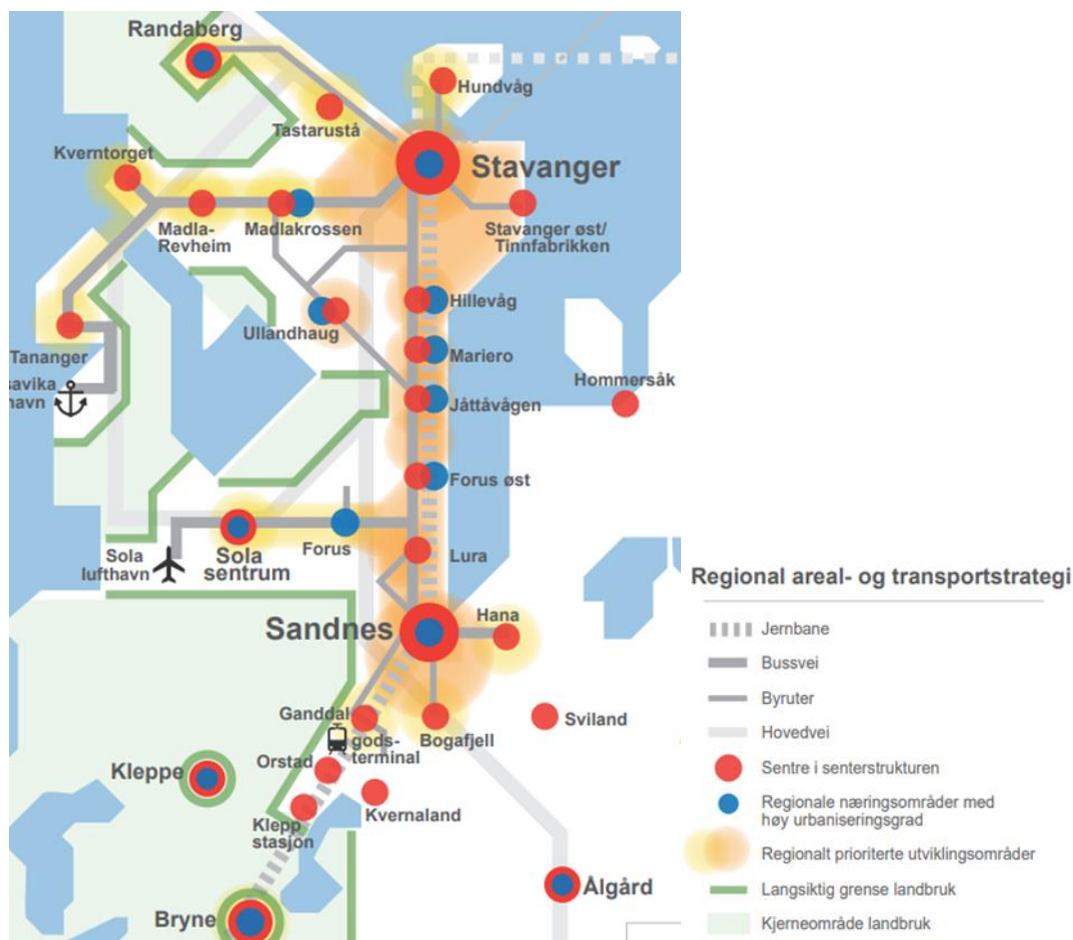 Randaberg
Hundvåg
Tastarustå
Kverntorget
Stavanger
Madla-
Revheim
Madlakrossen
Stavanger øst/
Tinnfabrikken
Hillevåg
Ullandhaug
Mariero
Tananger
Hommersåk
savika
havn
Jåttåvågen
Forus øst
Sola
lufthavn
Sola
sentrum
Forus
Lura
Hana
Sandnes
Ganddal
gods-
terminal
Bogafjell
Sviland
Orstad
Kleppe
Klepp
stasjon
Kvernaland
Ålgård
Bryne
Regional areal- og transportstrategi
Jernbane
Bussvei
Byruter
Hovedvei
Sentre i senterstrukturen
Regionale næringsområder med
høy urbaniseringsgrad
Regionalt prioriterte utviklingsområder
Langsiktig grense landbruk
Kjerneområde landbruk